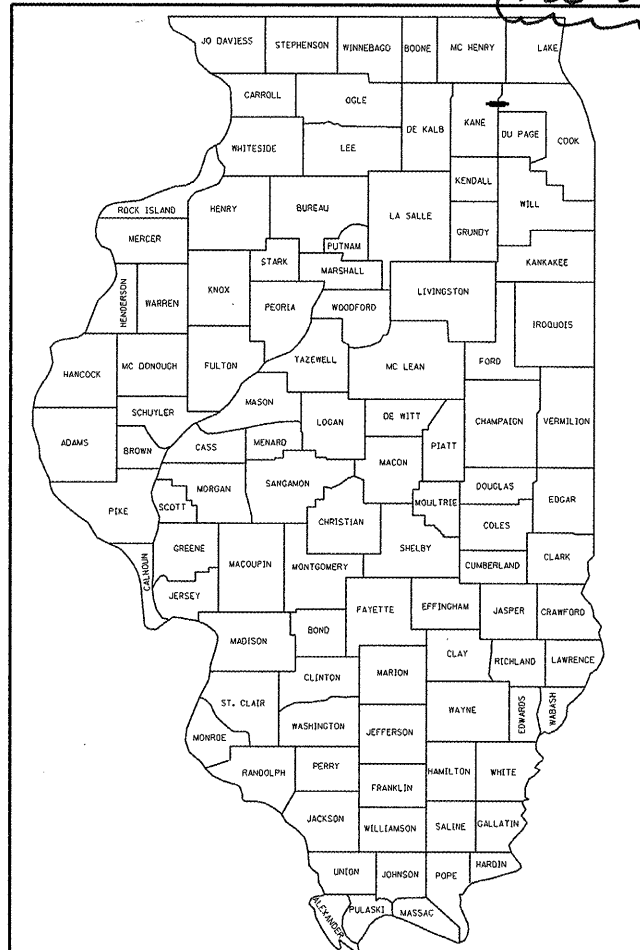 JO DAVIESS STEPHENSON WINNEBAGO BOONE MC HENRY LAKE
CARROLL OGLE DE KALB KANE DU PAGE COOK
WHITESIDE LEE
KENDALL WILL
ROCK ISLAND HENRY BUREAU LA SALLE GRUNDY
MERCER PUTNAM KANKAKEE
STARK MARSHALL
HENDERSON WARREN KNOX PEORIA WOODFORD LIVINGSTON IROQUOIS
HANCOCK MC DONOUGH FULTON TAZEWELL MC LEAN FORD
MASON
SCHUYLER LOGAN DE WITT CHAMPAIGN VERMILION
ADAMS BROWN CASS MENARD PIATT
MACON
MORGAN SANGAMON DOUGLAS EDGAR
PIKE SCOTT CHRISTIAN MOULTRIE COLES
GREENE MACOUPIN MONTGOMERY SHELBY CLARK
CALHOUN CUMBERLAND
JERSEY FAYETTE EFFINGHAM JASPER CRAWFORD
MADISON BOND
CLAY RICHLAND LAWRENCE
CLINTON MARION
ST. CLAIR WAYNE EDWARDS WABASH
WASHINGTON JEFFERSON
MONROE
RANDOLPH PERRY HAMILTON WHITE
FRANKLIN
JACKSON WILLIAMSON SALINE GALLATIN
UNION JOHNSON POPE HARDIN
ALEXANDER PULASKI MASSAC